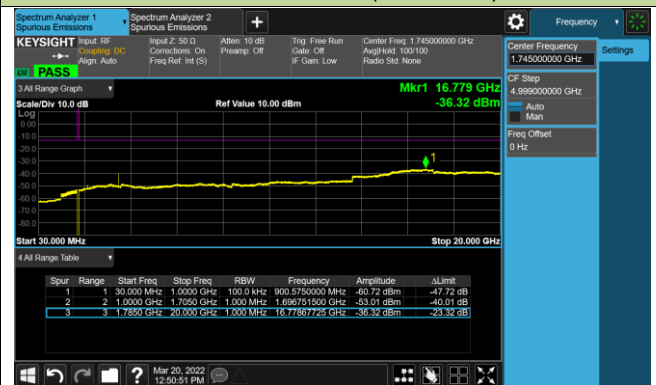 Spectrum Analyzer 1
Spurious Emissions
Spectrum Analyzer 2
Spurious Emissions
Frequency
KEYSIGHT
Input: RF
Coupling: DC
Align: Auto
Input Z: 50 Ω
Corrections: On
Freq Ref: Int (S)
Atten: 10 dB
Preamp: Off
Trig: Free Run
Gate: Off
IF Gain: Low
Center Freq: 1.745000000 GHz
Avg|Hold: 100/100
Radio Std: None
PASS
Center Frequency
1.745000000 GHz
Settings
CF Step
4.999000000 GHz
Auto
Man
Freq Offset
0 Hz
3 All Range Graph
Mkr1 16.779 GHz
Scale/Div 10.0 dB
Ref Value 10.00 dBm
-36.32 dBm
Log
0.00
-10.0
-20.0
-30.0
-40.0
-50.0
-60.0
-70.0
-80.0
1
Start 30.000 MHz
Stop 20.000 GHz
4 All Range Table
Spur Range Start Freq Stop Freq RBW Frequency Amplitude ΔLimit
1 1 30.000 MHz 1.0000 GHz 100.0 kHz 900.5750000 MHz -60.72 dBm -47.72 dB
2 2 1.0000 GHz 1.7050 GHz 1.000 MHz 1.696751500 GHz -53.01 dBm -40.01 dB
3 3 1.7850 GHz 20.000 GHz 1.000 MHz 16.77867725 GHz -36.32 dBm -23.32 dB
Mar 20, 2022
12:50:51 PM